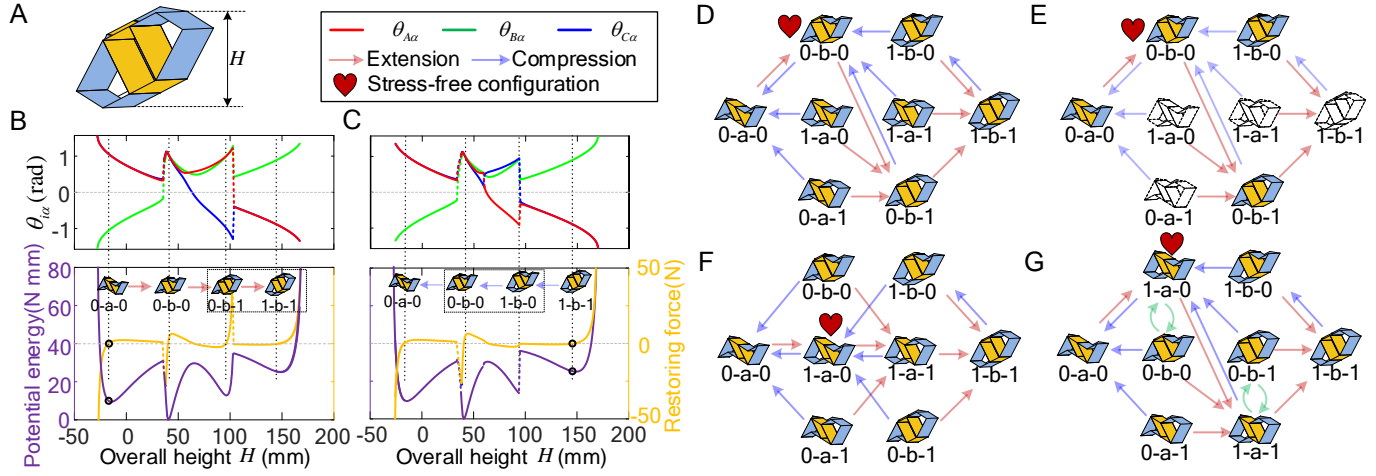 A
H
θAα θBα θCα
Extension Compression
Stress-free configuration
B
θiα (rad)
1
0
-1
C
Potential energy(N mm)
80
60
40
20
0
0-a-0 0-b-0 0-b-1 1-b-1
-50 0 50 100 150 200
Overall height H (mm)
0-a-0 0-b-0 1-b-0 1-b-1
50
0
-50
Restoring force(N)
-50 0 50 100 150 200
Overall height H (mm)
D
0-b-0 1-b-0
0-a-0 1-a-0 1-a-1 1-b-1
0-a-1 0-b-1
E
0-b-0 1-b-0
0-a-0 1-a-0 1-a-1 1-b-1
0-a-1 0-b-1
F
0-b-0 1-b-0
0-a-0 1-a-0 1-a-1 1-b-1
0-a-1 0-b-1
G
1-a-0 1-b-0
0-a-0 0-b-0 0-b-1 1-b-1
0-a-1 1-a-1